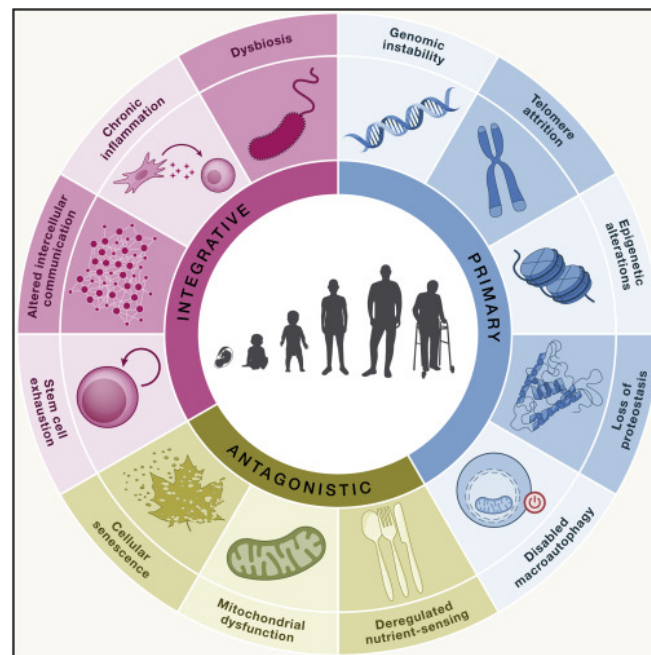 Dysbiosis
Genomic
instability
Telomere
attrition
Epigenetic
alterations
Loss of
proteostasis
Disabled
macroautophagy
Deregulated
nutrient-sensing
Mitochondrial
dysfunction
Cellular
senescence
Stem cell
exhaustion
Altered intercellular
communication
Chronic
inflammation
INTEGRATIVE
PRIMARY
ANTAGONISTIC